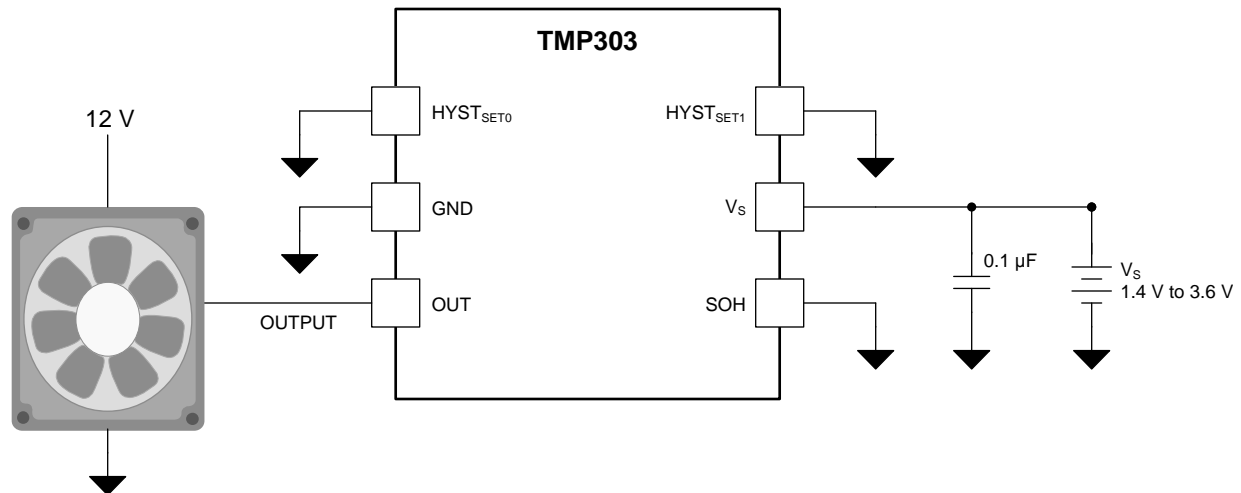 TMP303
12 V
HYSTSET0
HYSTSET1
GND
VS
OUT
SOH
OUTPUT
0.1 µF
VS
1.4 V to 3.6 V